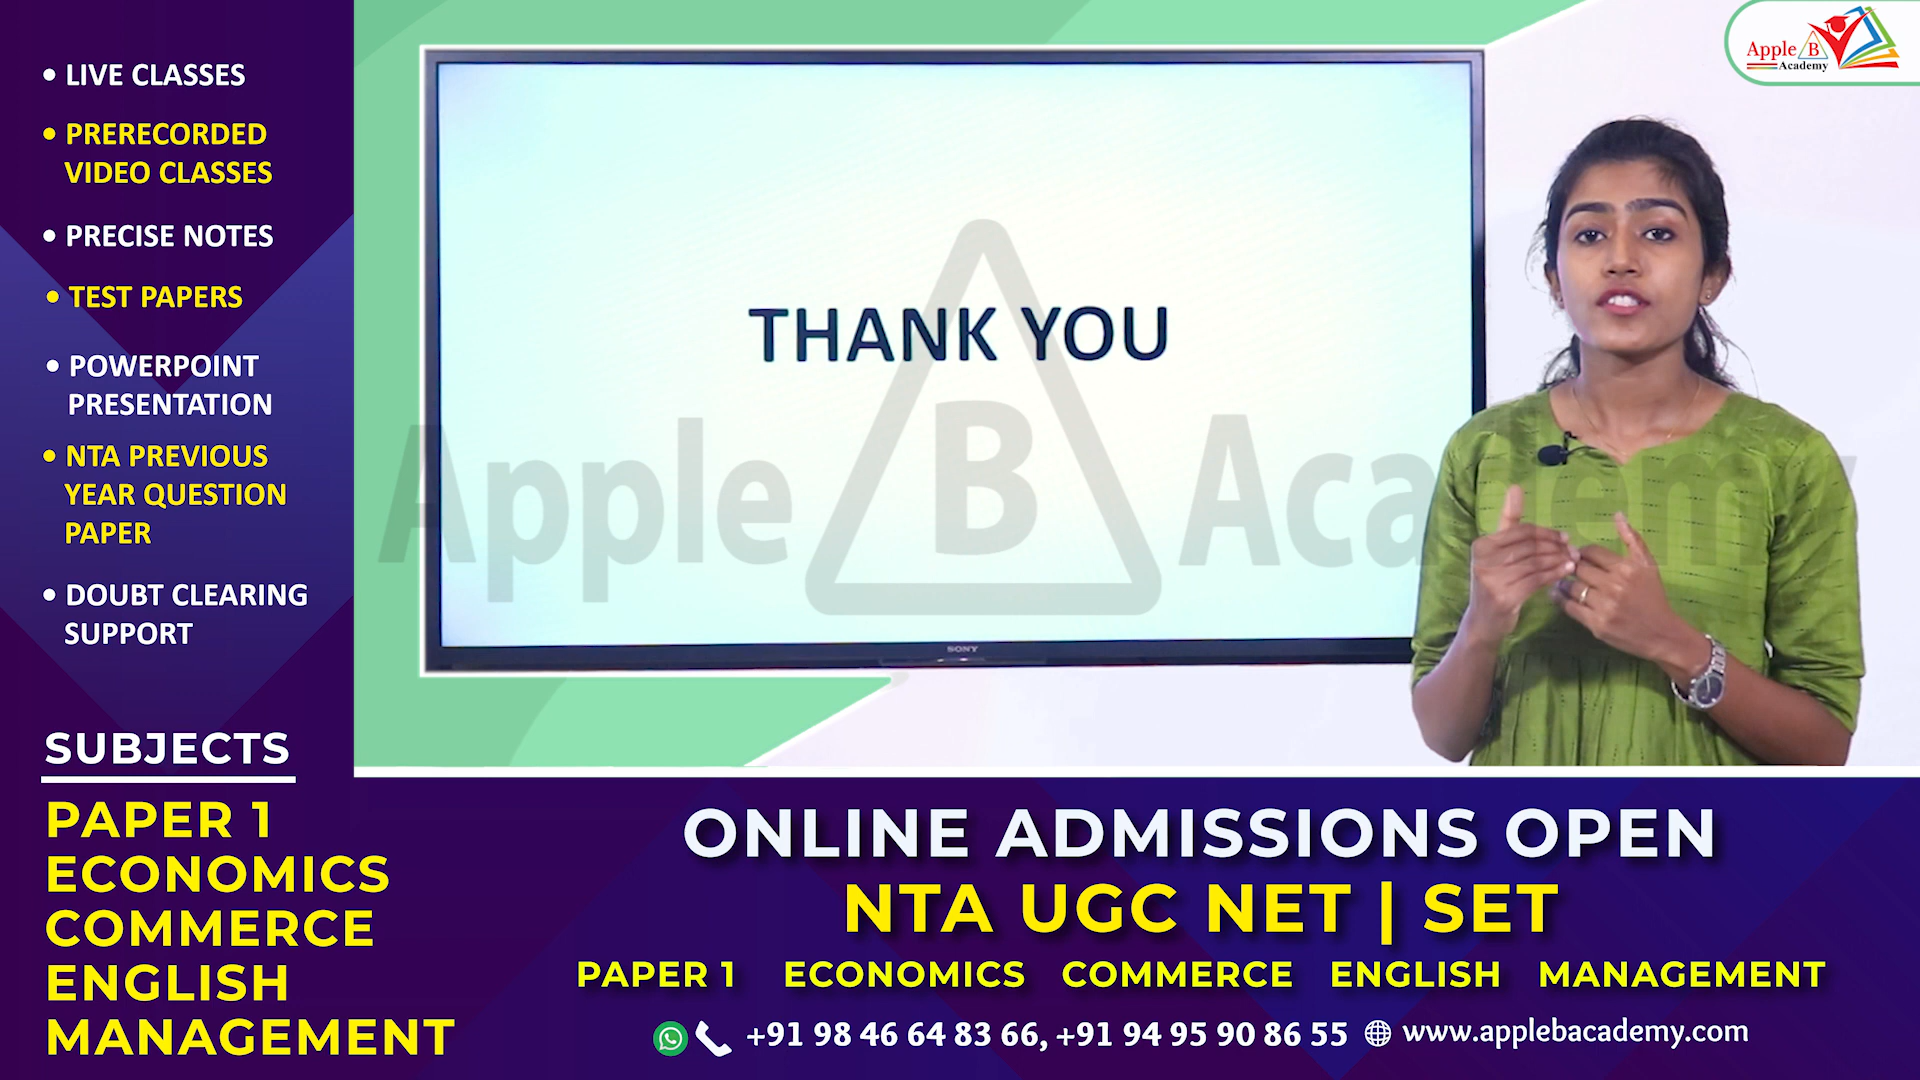 • LIVE CLASSES
• PRERECORDED
VIDEO CLASSES
• PRECISE NOTES
• TEST PAPERS
• POWERPOINT
PRESENTATION
• NTA PREVIOUS
YEAR QUESTION
PAPER
• DOUBT CLEARING
SUPPORT
SUBJECTS
PAPER 1
ECONOMICS
COMMERCE
ENGLISH
MANAGEMENT
Apple B
Academy
THANK YOU
Apple B Academy
SONY
ONLINE ADMISSIONS OPEN
NTA UGC NET | SET
PAPER 1 ECONOMICS COMMERCE ENGLISH MANAGEMENT
+91 98 46 64 83 66, +91 94 95 90 86 55 www.applebacademy.com